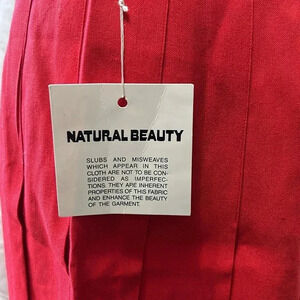 NATURAL BEAUTY
SLUBS AND MISWEAVES
WHICH APPEAR IN THIS
CLOTH ARE NOT TO BE CON-
SIDERED AS IMPERFEC-
TIONS. THEY ARE INHERENT
PROPERTIES OF THIS FABRIC
AND ENHANCE THE BEAUTY
OF THE GARMENT.